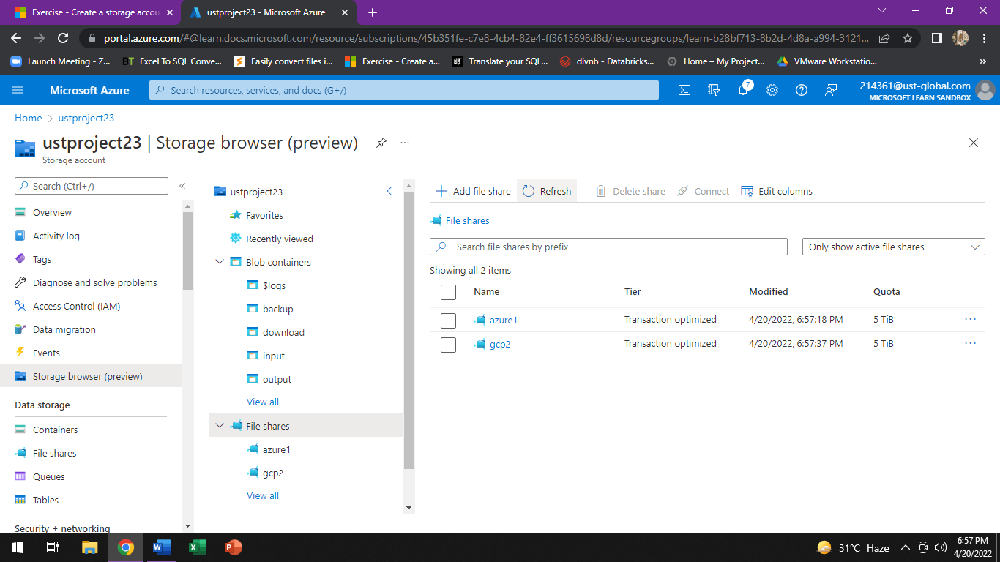 Exercise - Create a storage accou
ustproject23 - Microsoft Azure
portal.azure.com/#@learn.docs.microsoft.com/resource/subscriptions/45b351fe-c7e8-4cb4-82e4-ff3615698d8d/resourcegroups/learn-b28bf713-8b2d-4d8a-a994-3121...
Launch Meeting - Z... BT Excel To SQL Conve... S Easily convert files i... Exercise - Create a... Translate your SQL... divnb - Databricks... Home – My Project... VMware Workstatio... »
Microsoft Azure
Search resources, services, and docs (G+/)
7
214361@ust-global.com
MICROSOFT LEARN SANDBOX
Home > ustproject23
ustproject23 | Storage browser (preview) ...
Storage account
Search (Ctrl+/) «
Overview
Activity log
Tags
Diagnose and solve problems
Access Control (IAM)
Data migration
Events
Storage browser (preview)
Data storage
Containers
File shares
Queues
Tables
Security + networking
ustproject23
Favorites
Recently viewed
Blob containers
$logs
backup
download
input
output
View all
File shares
azure1
gcp2
View all
Add file share Refresh Delete share Connect Edit columns
File shares
Search file shares by prefix Only show active file shares
Showing all 2 items
Name Tier Modified Quota
azure1 Transaction optimized 4/20/2022, 6:57:18 PM 5 TiB ...
gcp2 Transaction optimized 4/20/2022, 6:57:37 PM 5 TiB ...
W X P 31°C Haze 6:57 PM
4/20/2022